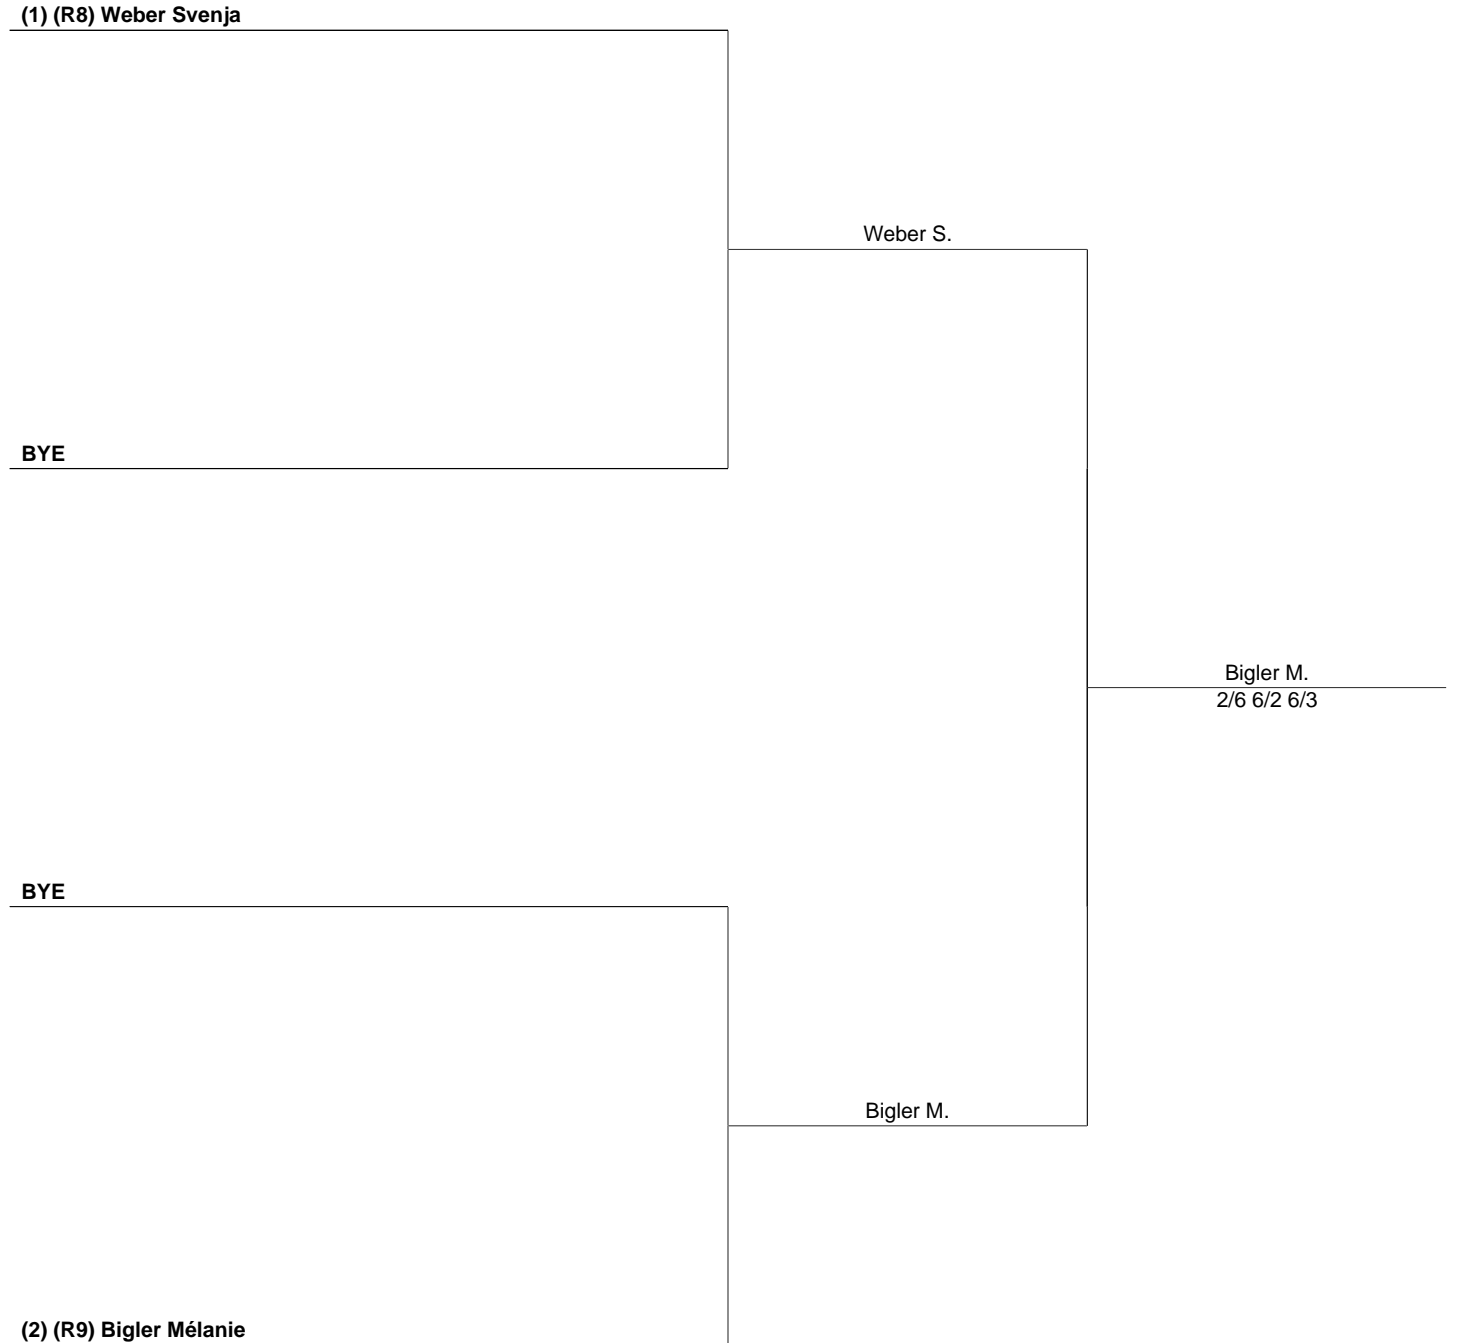 (1) (R8) Weber Svenja
Weber S.
BYE
Bigler M.
2/6 6/2 6/3
BYE
Bigler M.
(2) (R9) Bigler Mélanie